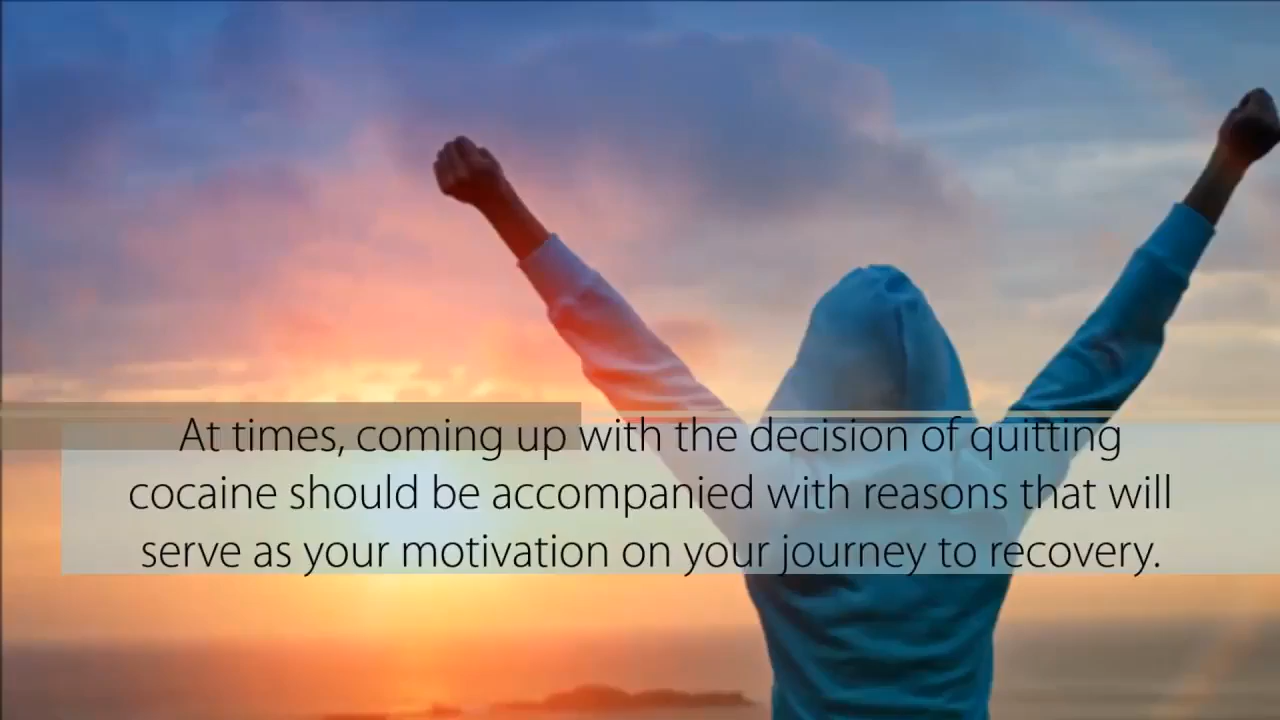 At times, coming up with the decision of quitting
cocaine should be accompanied with reasons that will
serve as your motivation on your journey to recovery.